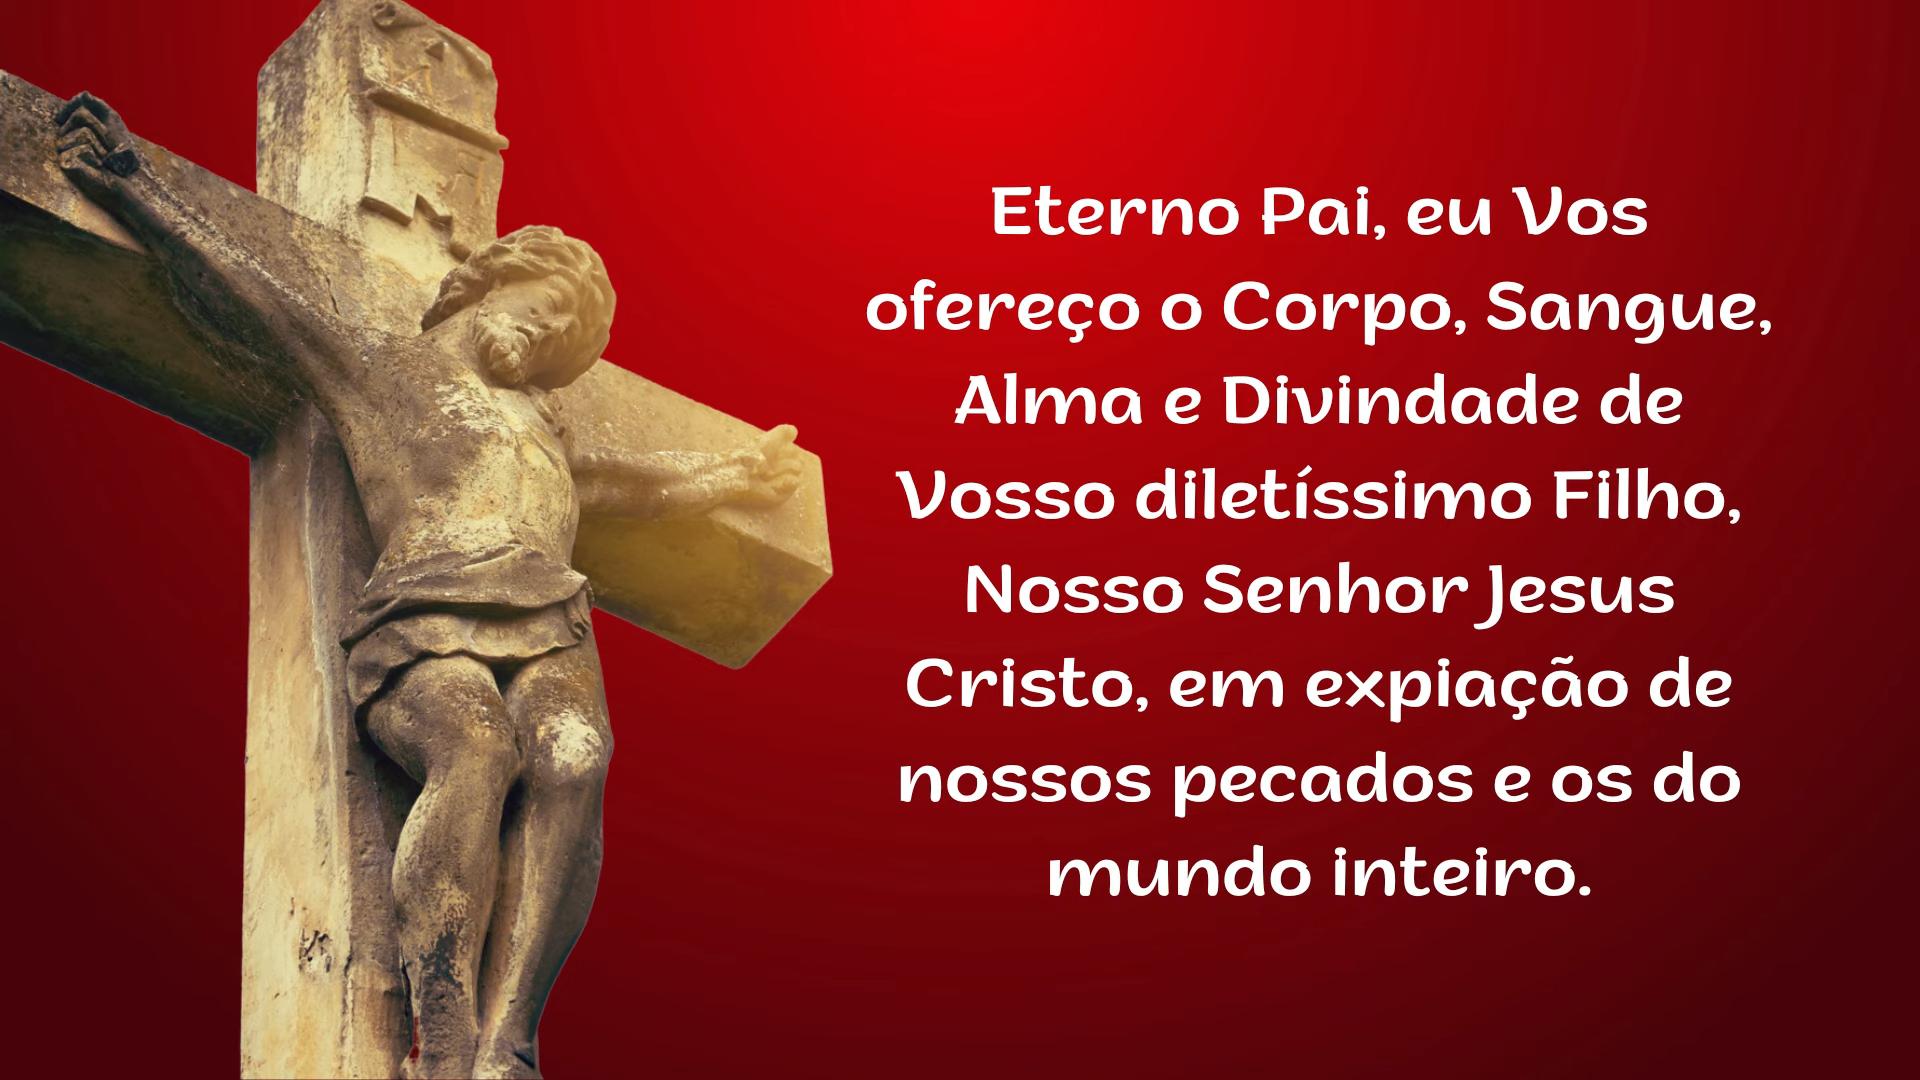 Eterno Pai, eu Vos
ofereço o Corpo, Sangue,
Alma e Divindade de
Vosso diletíssimo Filho,
Nosso Senhor Jesus
Cristo, em expiação de
nossos pecados e os do
mundo inteiro.